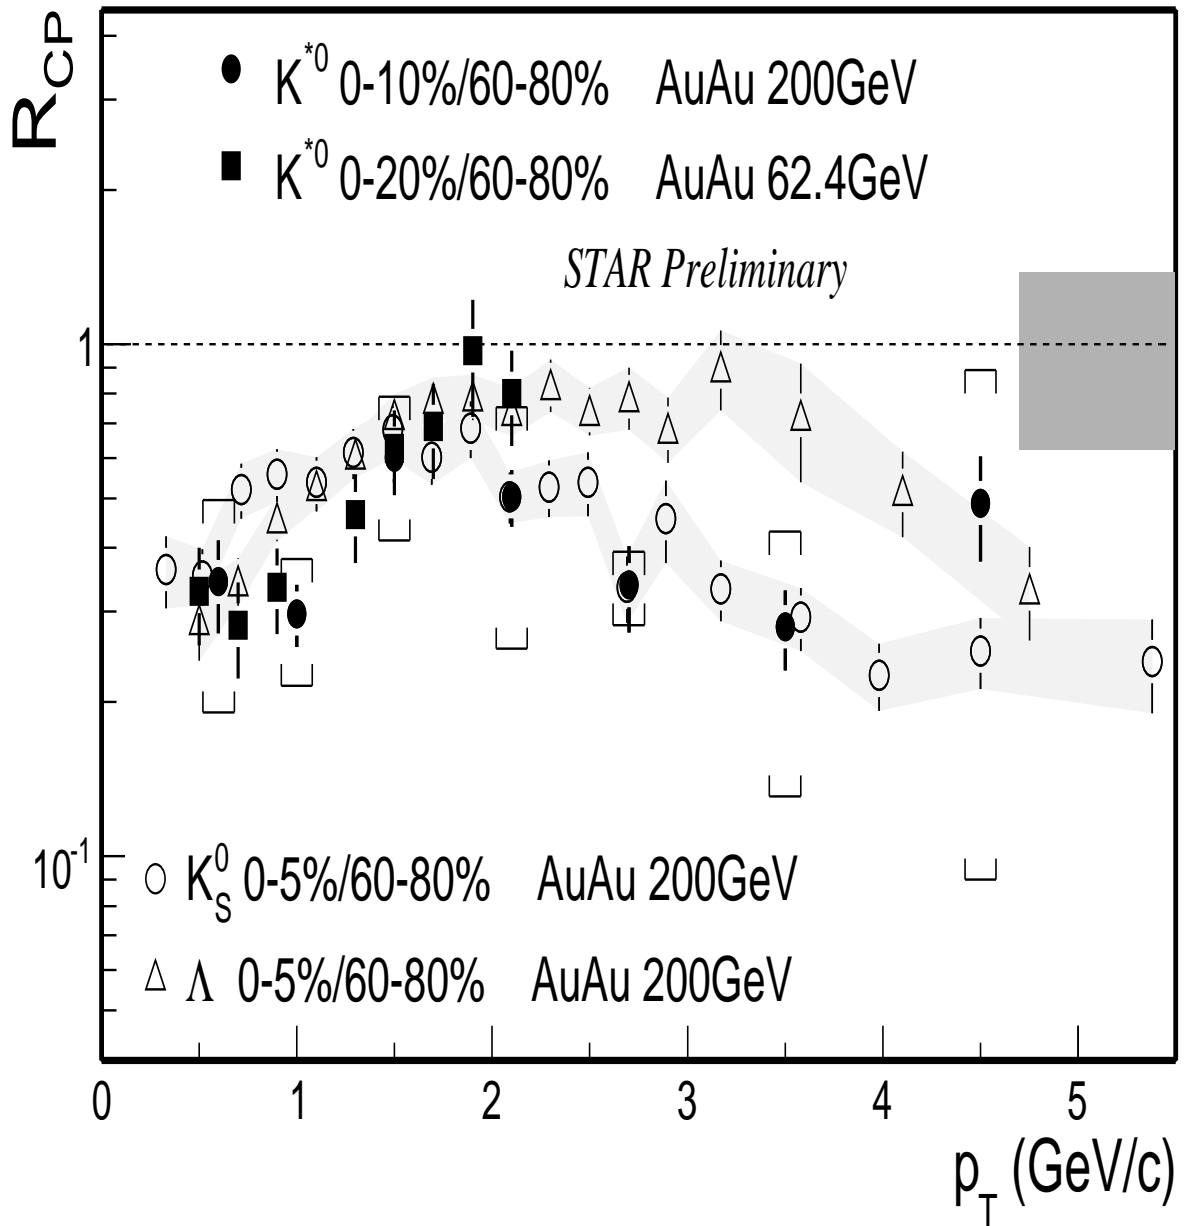 R_CP
K*0 0-10%/60-80% AuAu 200GeV
K*0 0-20%/60-80% AuAu 62.4GeV
STAR Preliminary
1
10-1
K0S 0-5%/60-80% AuAu 200GeV
Λ 0-5%/60-80% AuAu 200GeV
0 1 2 3 4 5
pT (GeV/c)